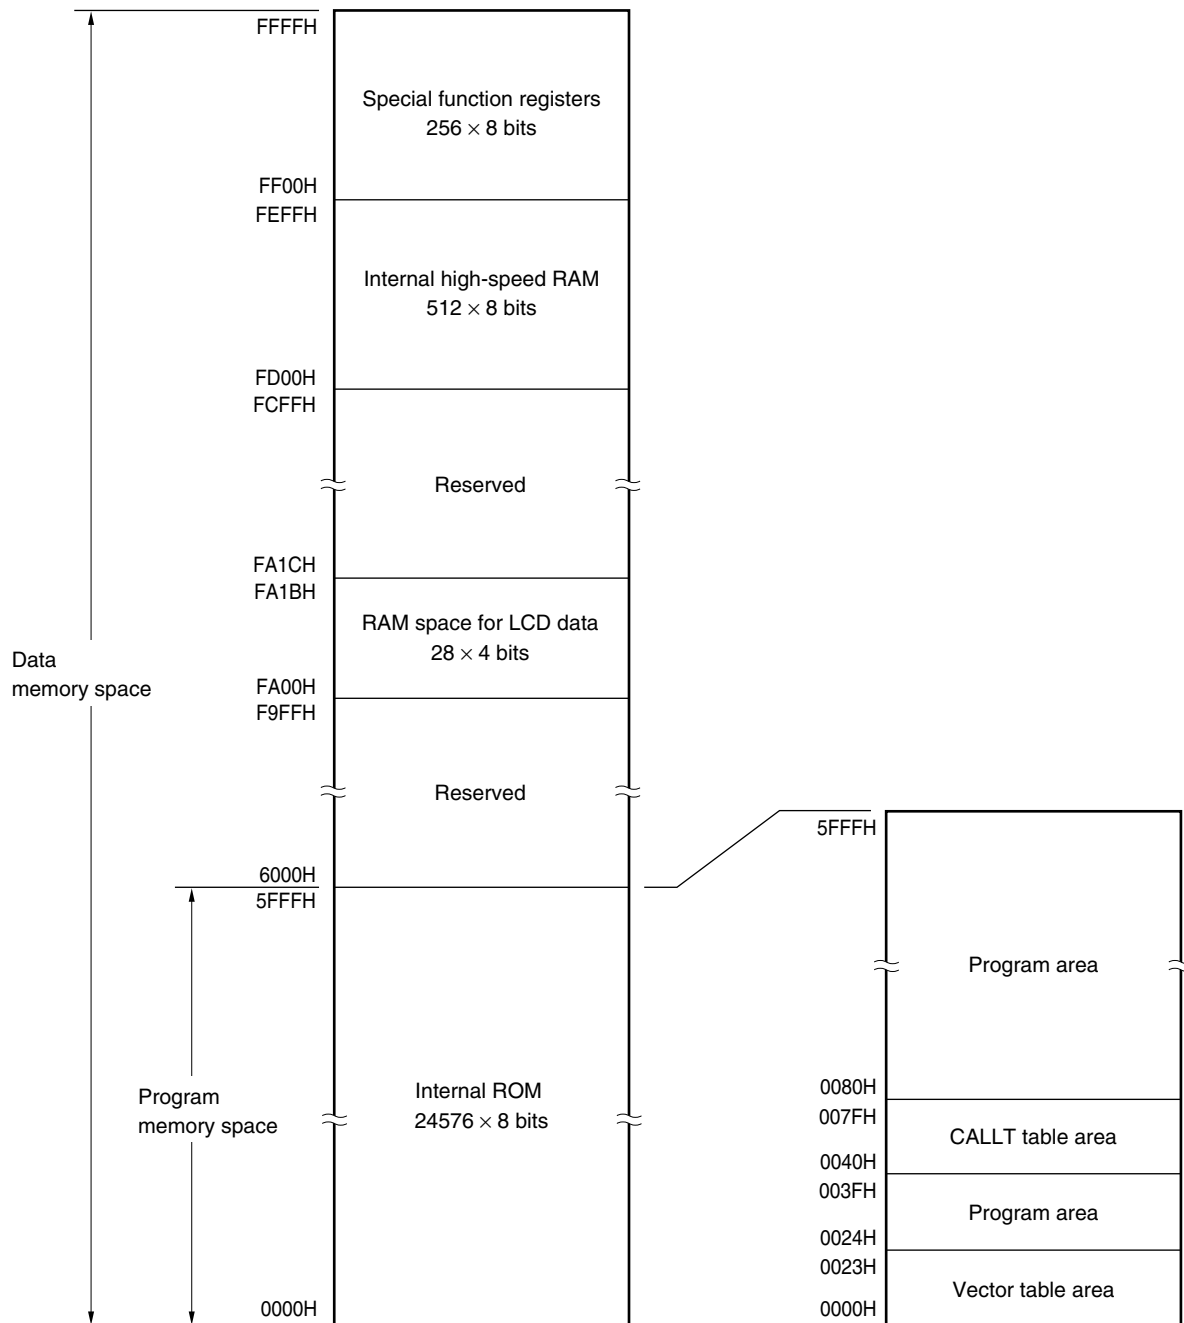 FFFFH
Special function registers
256 × 8 bits
FF00H
FEFFH
Internal high-speed RAM
512 × 8 bits
FD00H
FCFFH
Reserved
FA1CH
FA1BH
RAM space for LCD data
28 × 4 bits
Data
memory space
FA00H
F9FFH
Reserved
6000H
5FFFH
Program
memory space
Internal ROM
24576 × 8 bits
0000H
5FFFH
Program area
0080H
007FH
CALLT table area
0040H
003FH
Program area
0024H
0023H
Vector table area
0000H